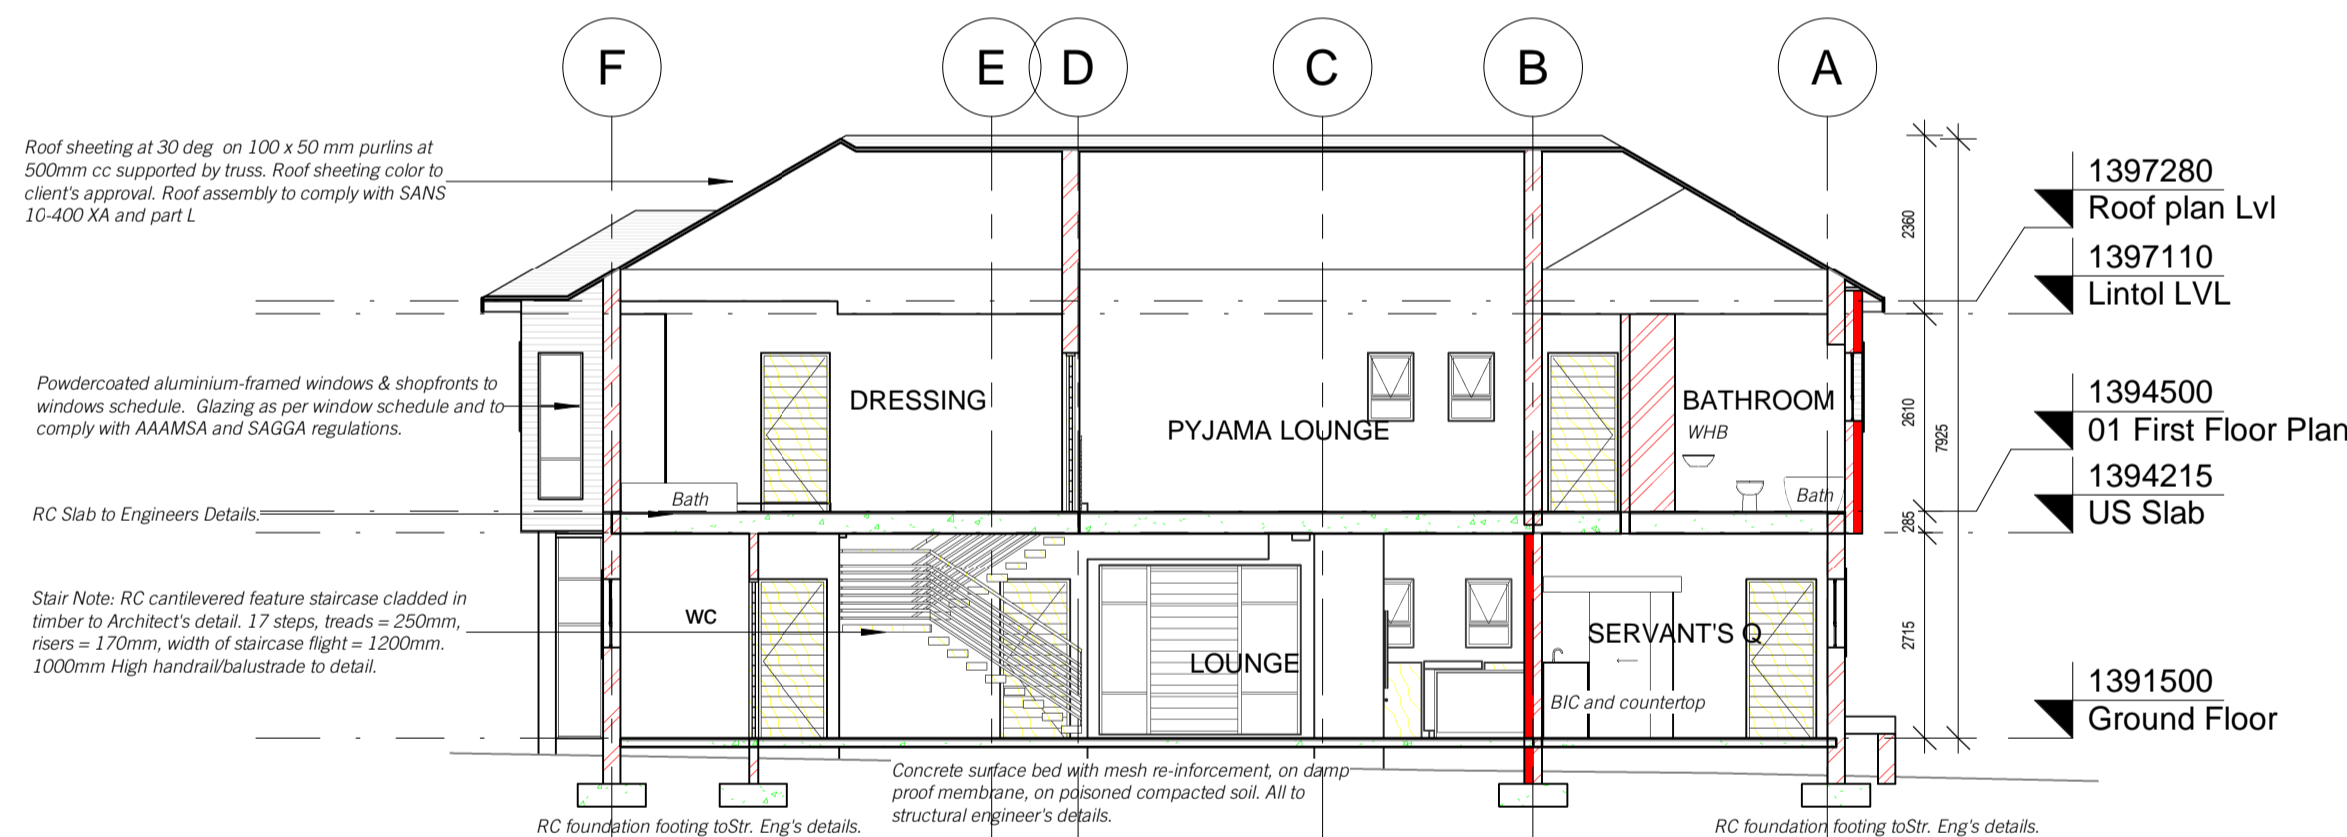 F
E
D
C
B
A
Roof sheeting at 30 deg on 100 x 50 mm purlins at
500mm cc supported by truss. Roof sheeting color to
client's approval. Roof assembly to comply with SANS
10-400 XA and part L
Powdercoated aluminium-framed windows & shopfronts to
windows schedule. Glazing as per window schedule and to
comply with AAAMSA and SAGGA regulations.
RC Slab to Engineers Details.
Stair Note: RC cantilevered feature staircase cladded in
timber to Architect's detail. 17 steps, treads = 250mm,
risers = 170mm, width of staircase flight = 1200mm.
1000mm High handrail/balustrade to detail.
DRESSING
PYJAMA LOUNGE
BATHROOM
WHB
Bath
Bath
WC
LOUNGE
SERVANT'S Q
BIC and countertop
Concrete surface bed with mesh re-inforcement, on damp
proof membrane, on poisoned compacted soil. All to
structural engineer's details.
RC foundation footing toStr. Eng's details.
RC foundation footing toStr. Eng's details.
2360
2610
7925
285
2715
1397280
Roof plan Lvl
1397110
Lintol LVL
1394500
01 First Floor Plan
1394215
US Slab
1391500
Ground Floor